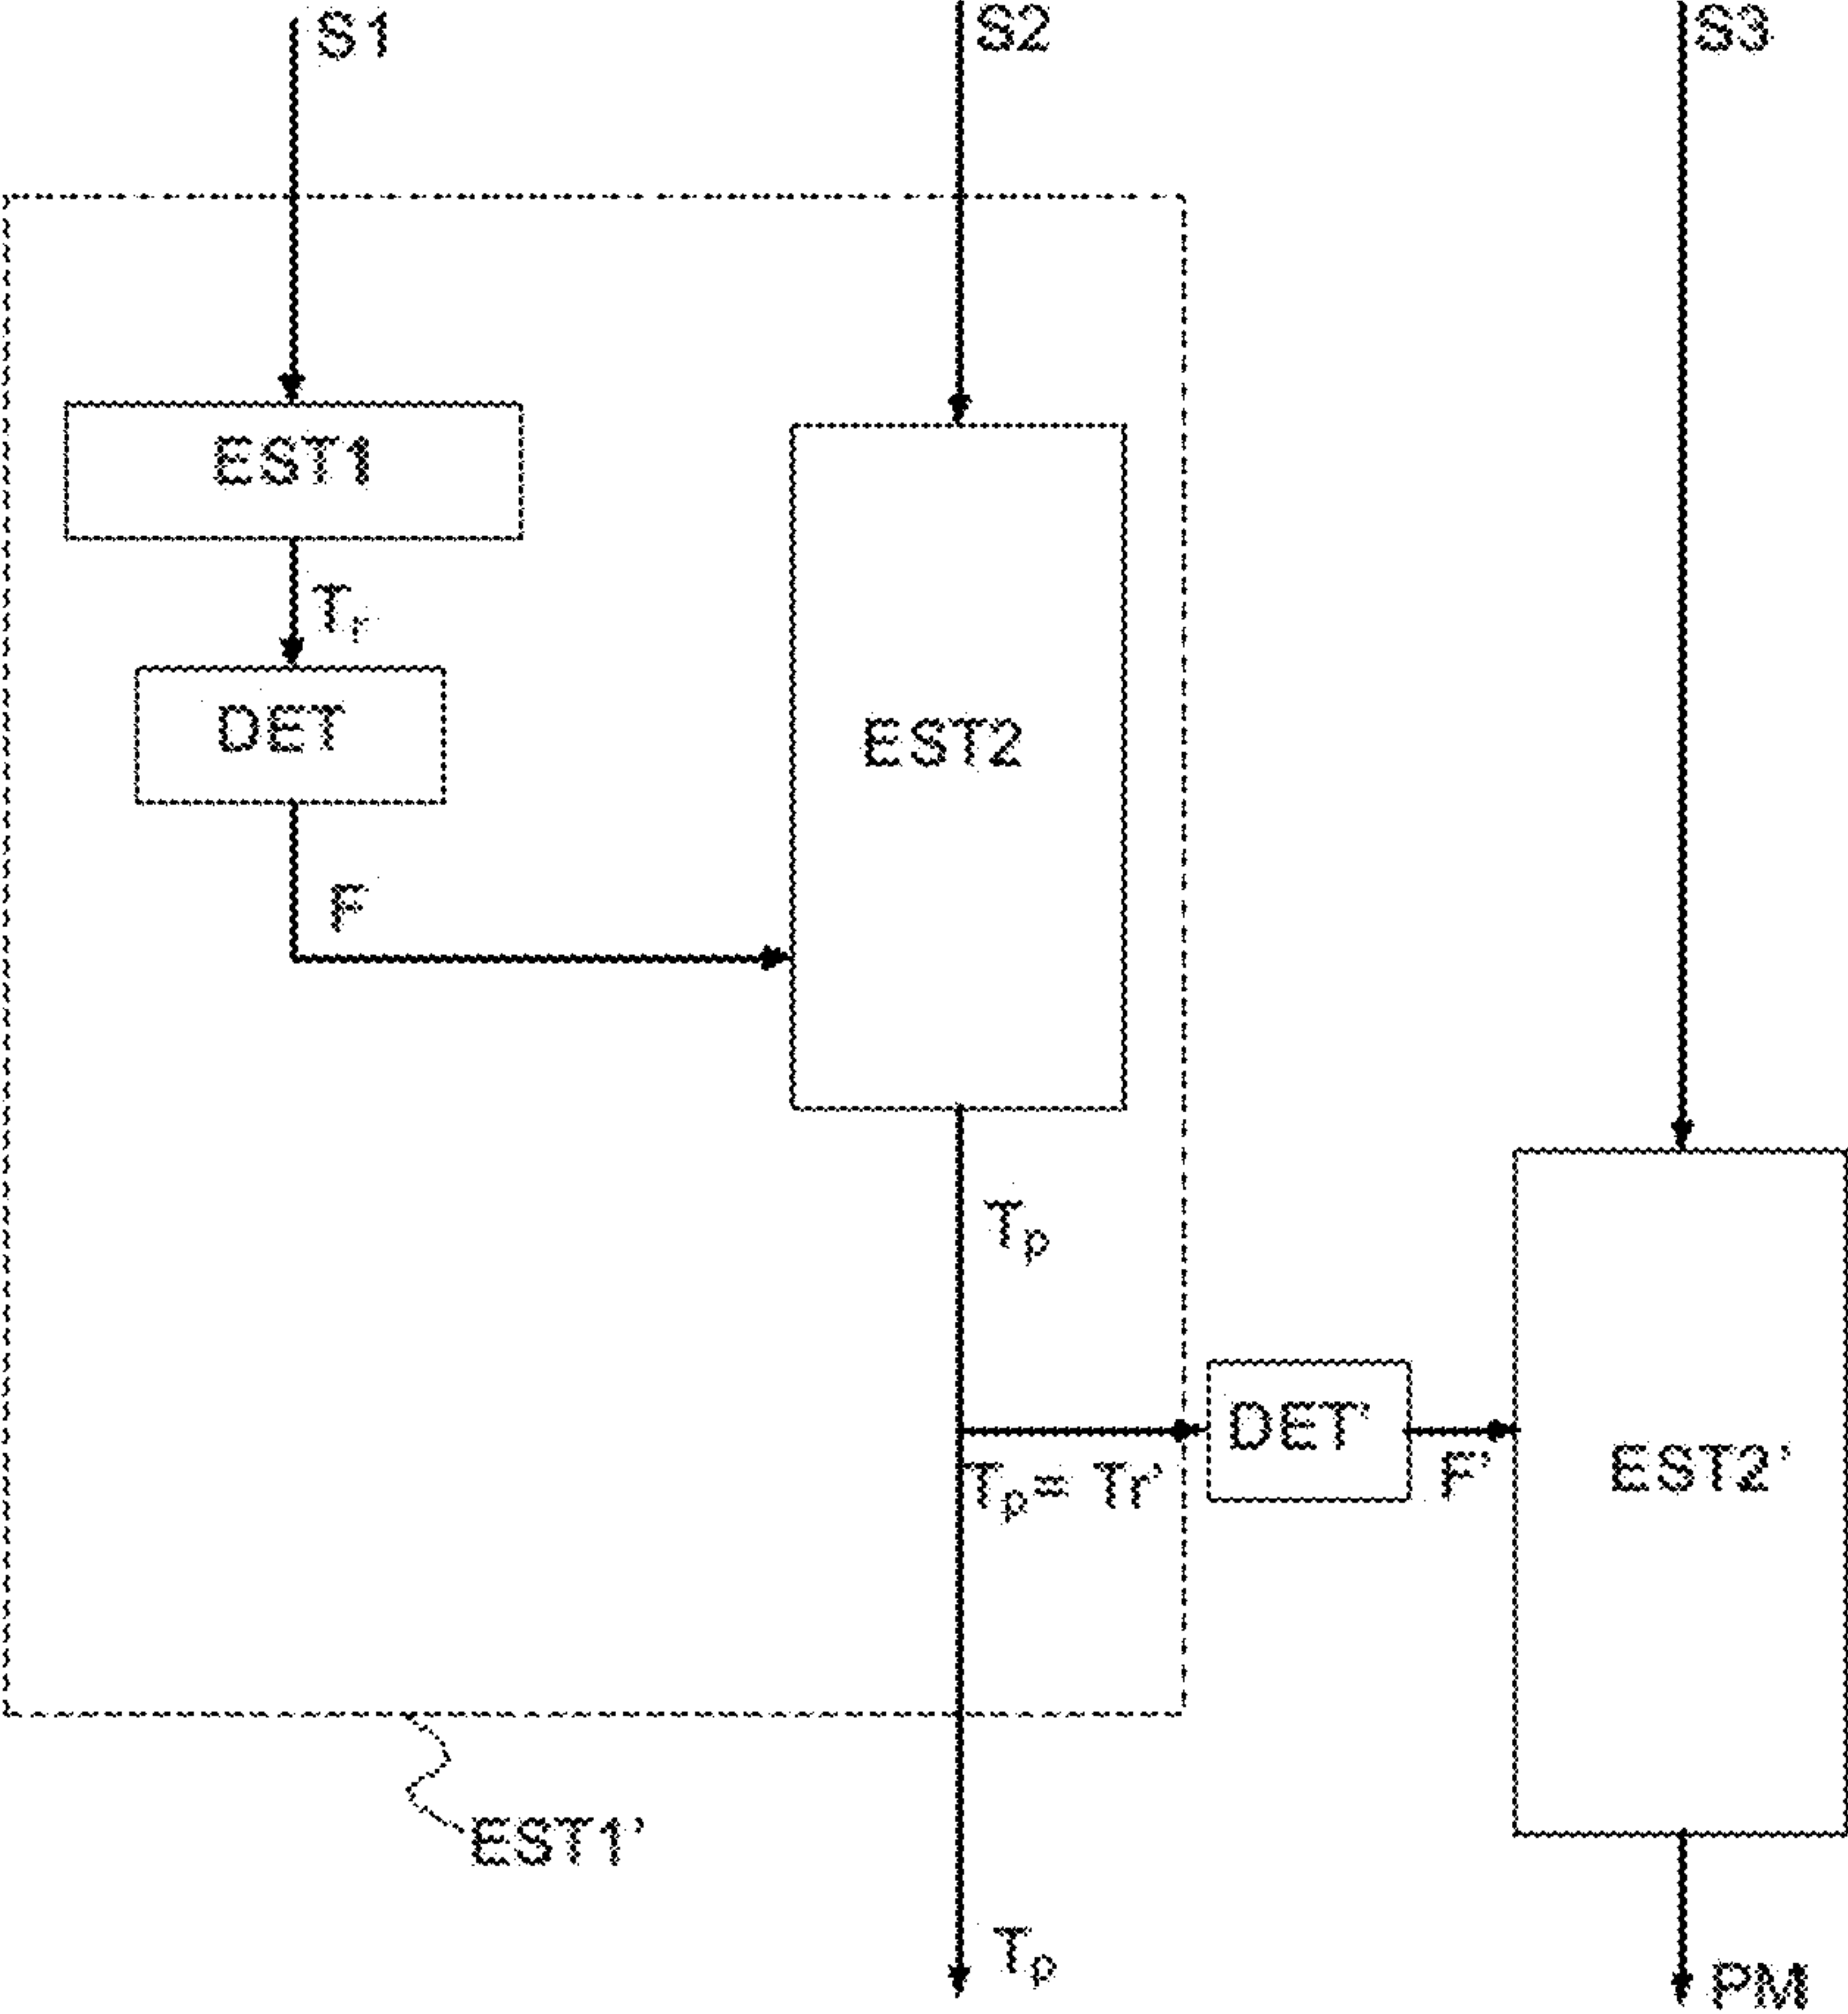 S1
S2
S3
EST1
Tr
DET
EST2
F
Tp
DET'
Tp= Tr'
F'
EST2'
EST1'
Tp
PM